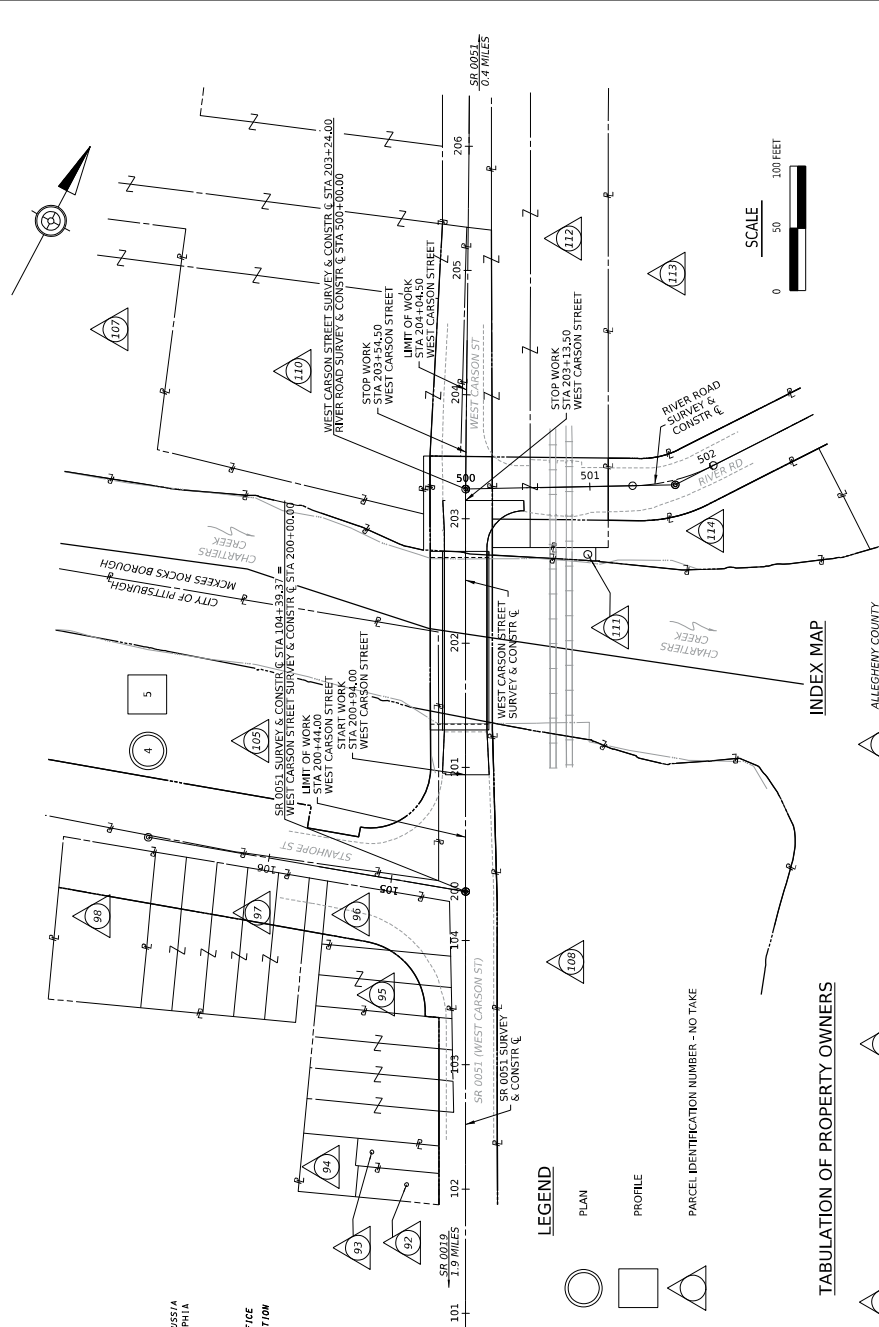 SR 0051
0.4 MILES
206
205
204
203
202
201
200
104
103
102
101
WEST CARSON STREET SURVEY & CONSTR ℄ STA 203+24.00
RIVER ROAD SURVEY & CONSTR ℄ STA 500+00.00
STOP WORK
STA 203+54.50
WEST CARSON STREET
LIMIT OF WORK
STA 204+04.50
WEST CARSON STREET
WEST CARSON ST
STOP WORK
STA 203+13.50
WEST CARSON STREET
RIVER ROAD
SURVEY &
CONSTR ℄
500
501
502
RIVER RD
SCALE
0 50 100 FEET
107
110
112
113
114
111
CHARTIERS
CREEK
MCKEES ROCKS BOROUGH
CITY OF PITTSBURGH
SR 0051 SURVEY & CONSTR ℄ STA 104+39.37 =
WEST CARSON STREET SURVEY & CONSTR ℄ STA 200+00.00
LIMIT OF WORK
STA 200+44.00
WEST CARSON STREET
START WORK
STA 200+94.00
WEST CARSON STREET
WEST CARSON STREET
SURVEY & CONSTR ℄
CHARTIERS
CREEK
INDEX MAP
ALLEGHENY COUNTY
4
5
105
STANHOPE ST
106
105
98
97
96
95
94
93
92
108
SR 0051 (WEST CARSON ST)
SR 0051 SURVEY
& CONSTR ℄
SR 0019
1.9 MILES
LEGEND
PLAN
PROFILE
PARCEL IDENTIFICATION NUMBER - NO TAKE
TABULATION OF PROPERTY OWNERS
USSIA
PHIA
FICE
TION